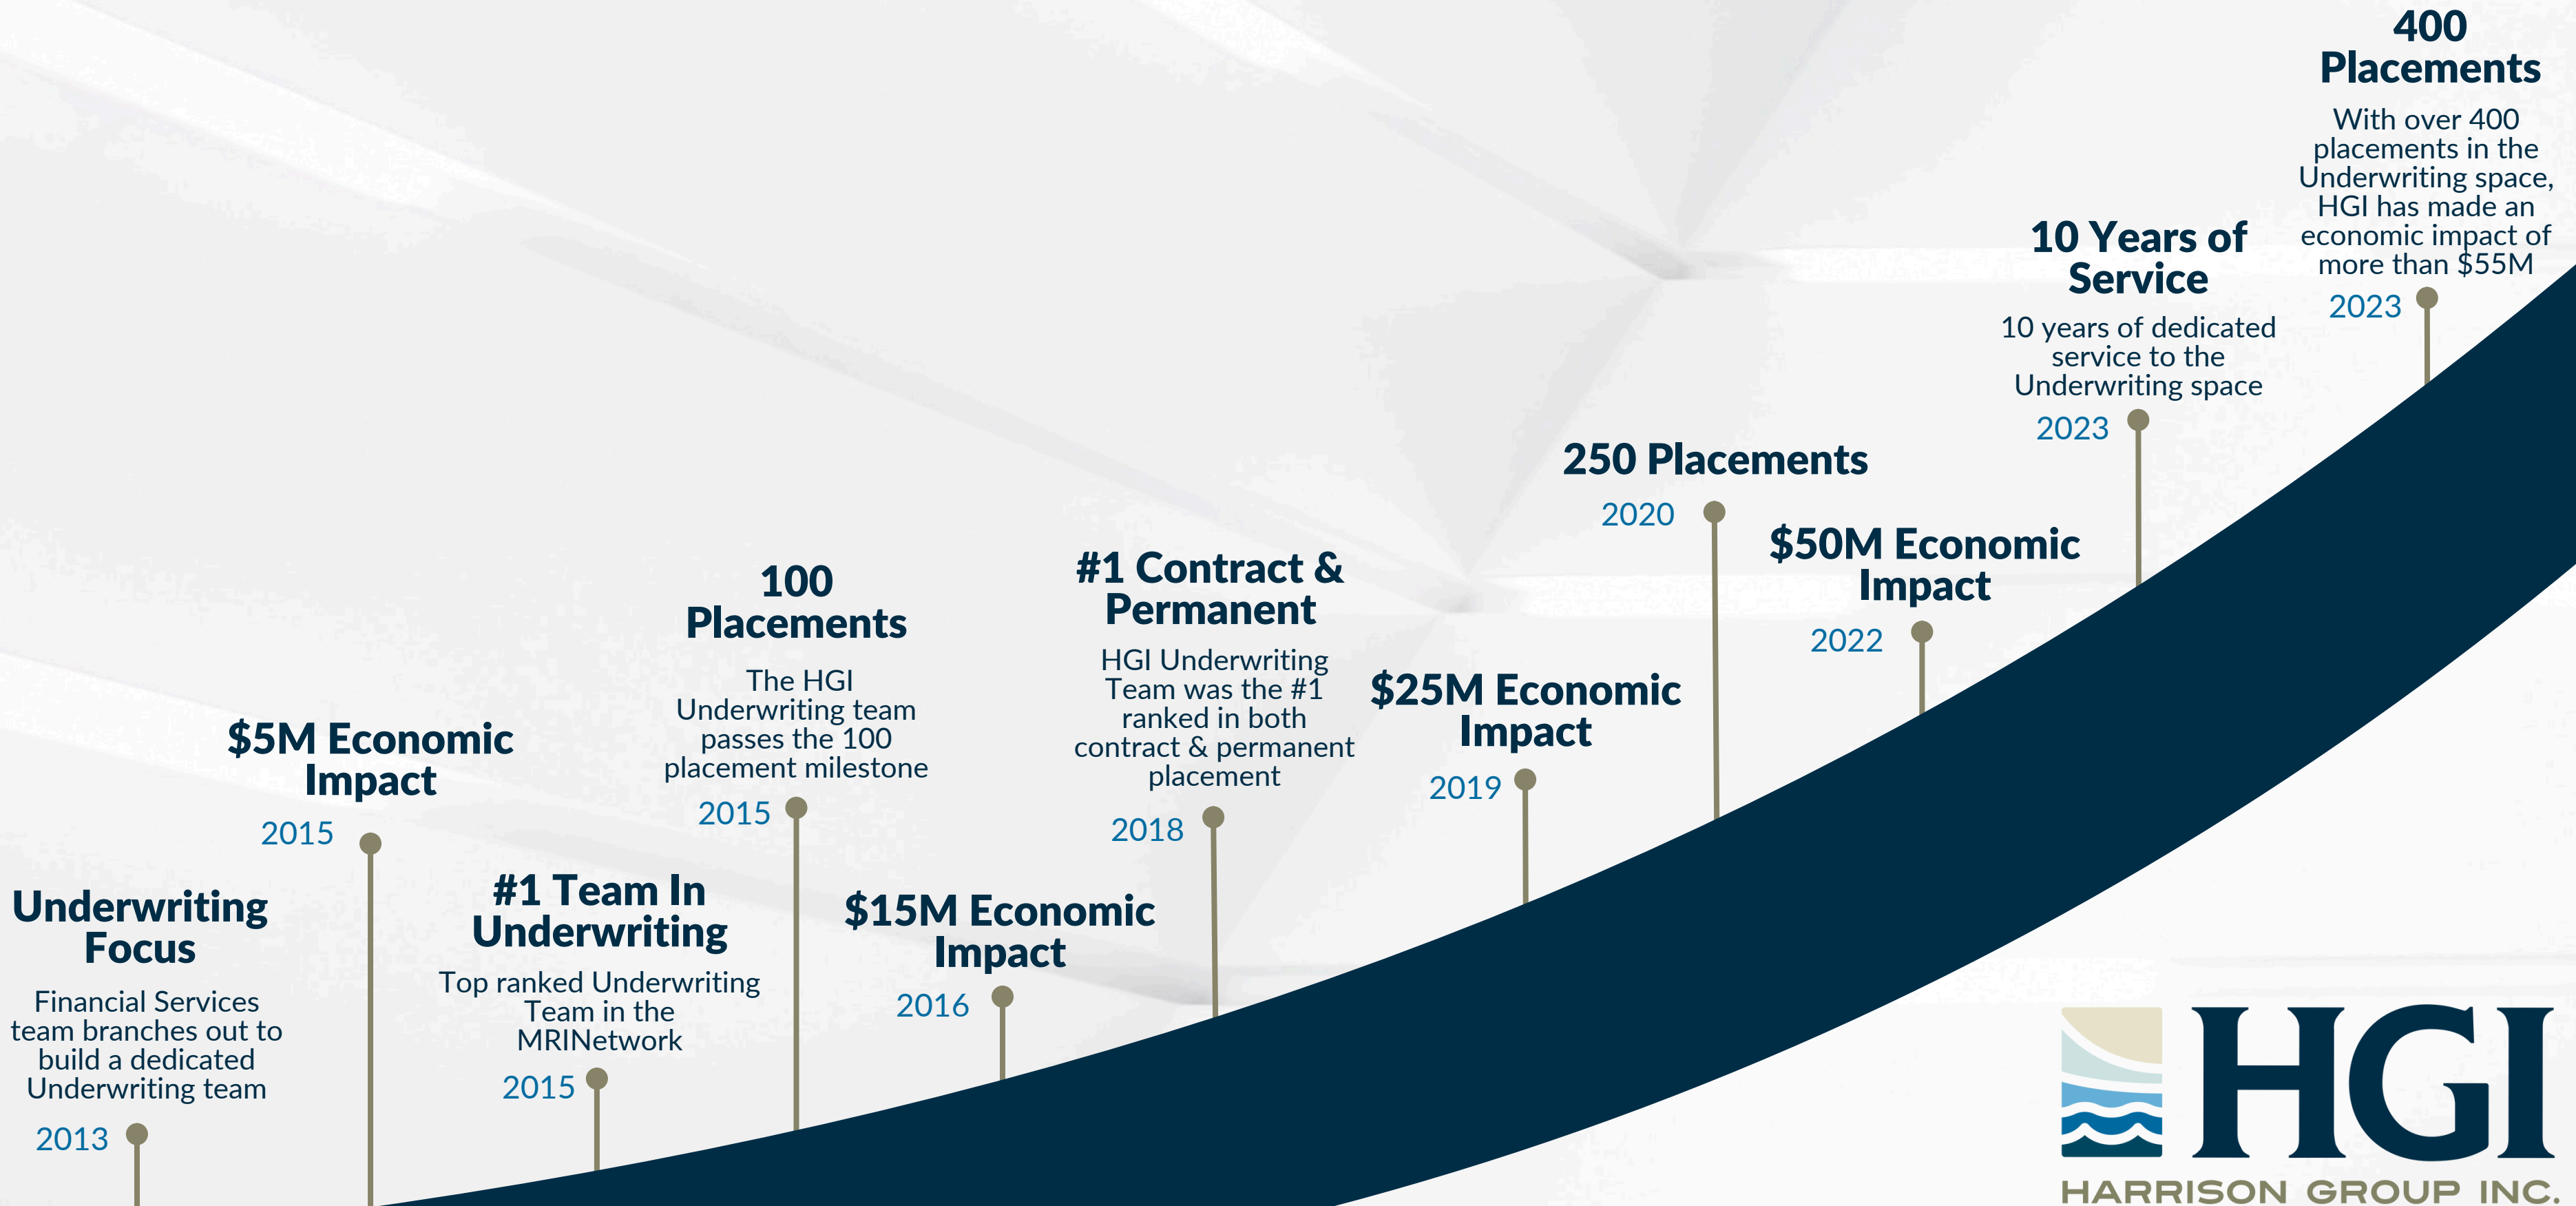 Underwriting
Focus
Financial Services
team branches out to
build a dedicated
Underwriting team
2013
$5M Economic
Impact
2015
#1 Team In
Underwriting
Top ranked Underwriting
Team in the
MRINetwork
2015
100
Placements
The HGI
Underwriting team
passes the 100
placement milestone
2015
$15M Economic
Impact
2016
#1 Contract &
Permanent
HGI Underwriting
Team was the #1
ranked in both
contract & permanent
placement
2018
$25M Economic
Impact
2019
250 Placements
2020
$50M Economic
Impact
2022
10 Years of
Service
10 years of dedicated
service to the
Underwriting space
2023
400
Placements
With over 400
placements in the
Underwriting space,
HGI has made an
economic impact of
more than $55M
2023
HGI
HARRISON GROUP INC.